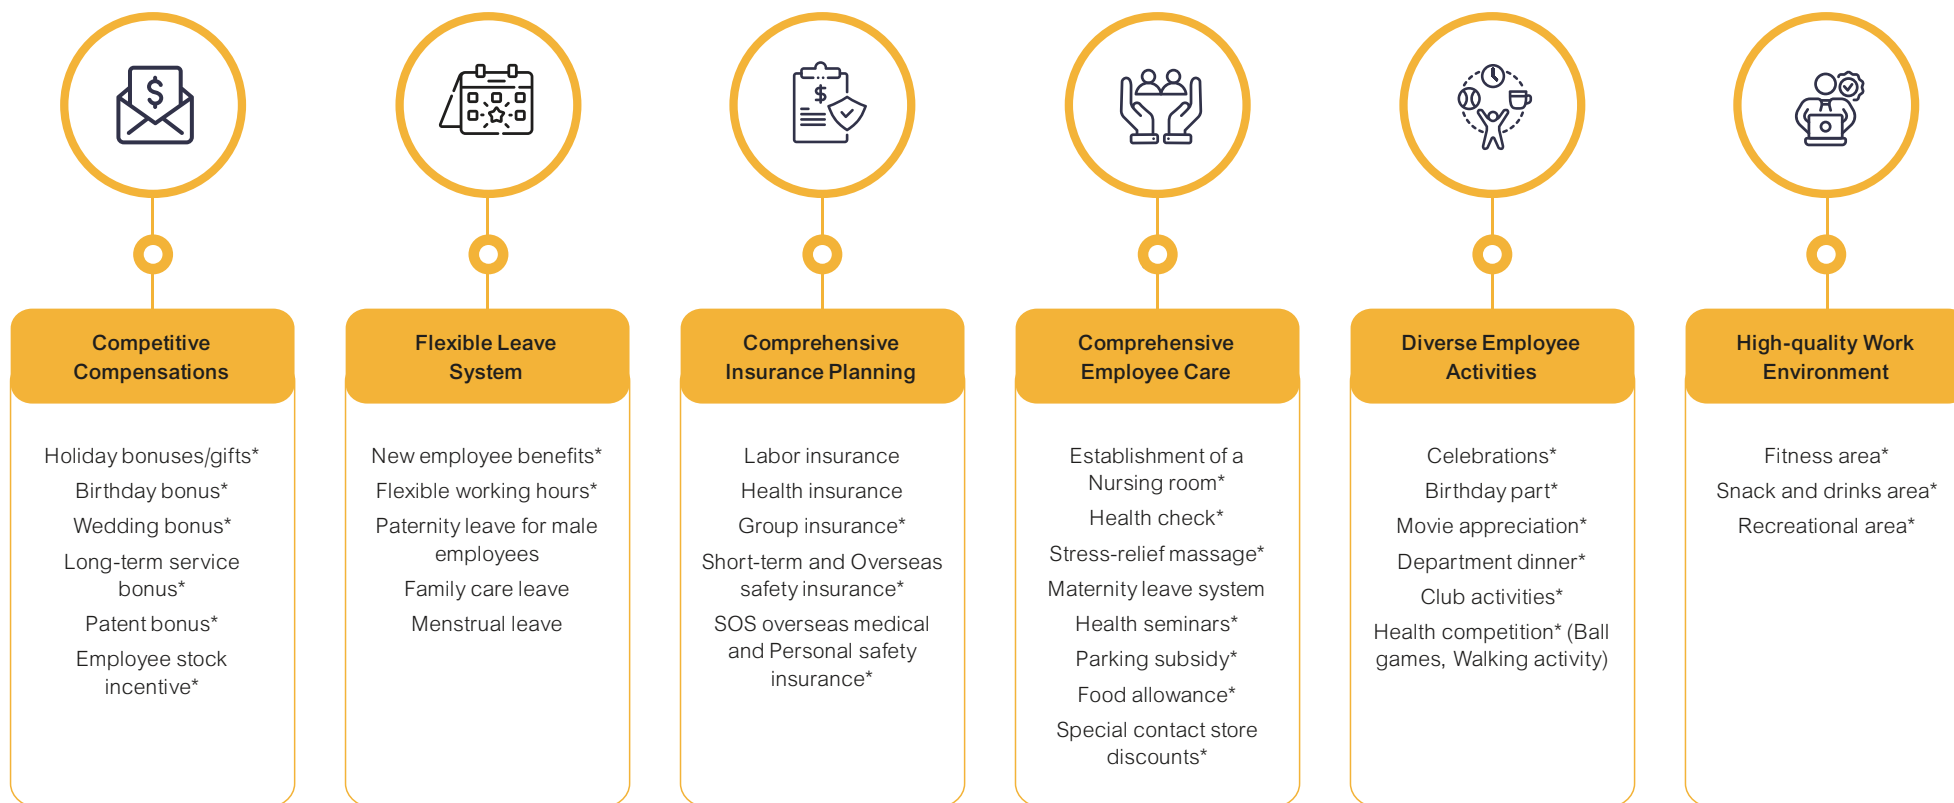 Competitive
Compensations
Holiday bonuses/gifts*
Birthday bonus*
Wedding bonus*
Long-term service
bonus*
Patent bonus*
Employee stock
incentive*
Flexible Leave
System
New employee benefits*
Flexible working hours*
Paternity leave for male
employees
Family care leave
Menstrual leave
Comprehensive
Insurance Planning
Labor insurance
Health insurance
Group insurance*
Short-term and Overseas
safety insurance*
SOS overseas medical
and Personal safety
insurance*
Comprehensive
Employee Care
Establishment of a
Nursing room*
Health check*
Stress-relief massage*
Maternity leave system
Health seminars*
Parking subsidy*
Food allowance*
Special contact store
discounts*
Diverse Employee
Activities
Celebrations*
Birthday part*
Movie appreciation*
Department dinner*
Club activities*
Health competition* (Ball
games, Walking activity)
High-quality Work
Environment
Fitness area*
Snack and drinks area*
Recreational area*